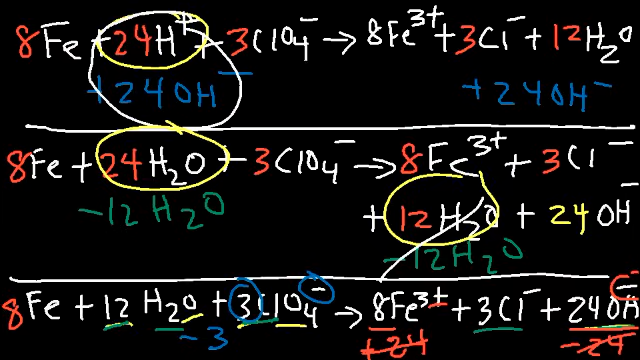 8Fe + 24H⁺ + 3ClO₄⁻ → 8Fe³⁺ + 3Cl⁻ + 12H₂O
+24OH⁻ +24OH⁻
8Fe + 24H₂O + 3ClO₄⁻ → 8Fe³⁺ + 3Cl⁻
-12H₂O + 12H₂O + 24OH⁻
-12H₂O
8Fe + 12H₂O + 3ClO₄⁻ → 8Fe³⁺ + 3Cl⁻ + 24OH⁻
-3 +24 -24